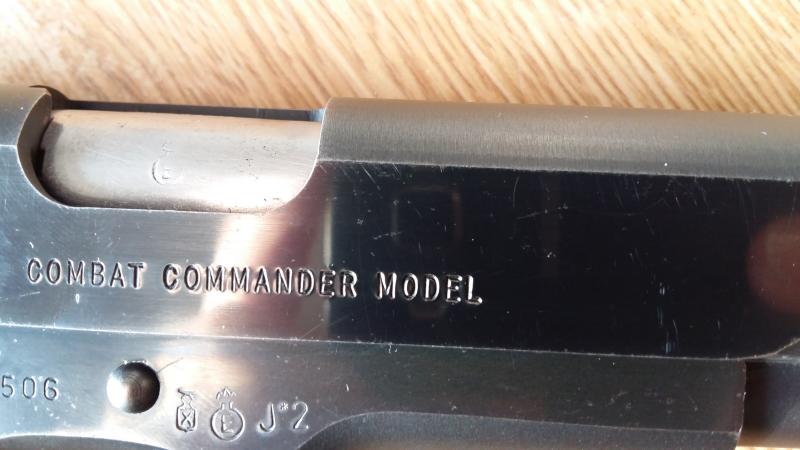 E
COMBAT COMMANDER MODEL
506
X E J*2